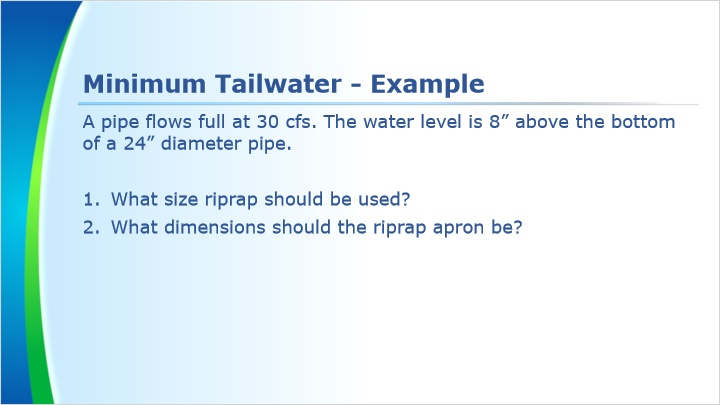 Minimum Tailwater - Example
A pipe flows full at 30 cfs. The water level is 8” above the bottom
of a 24” diameter pipe.
1. What size riprap should be used?
2. What dimensions should the riprap apron be?